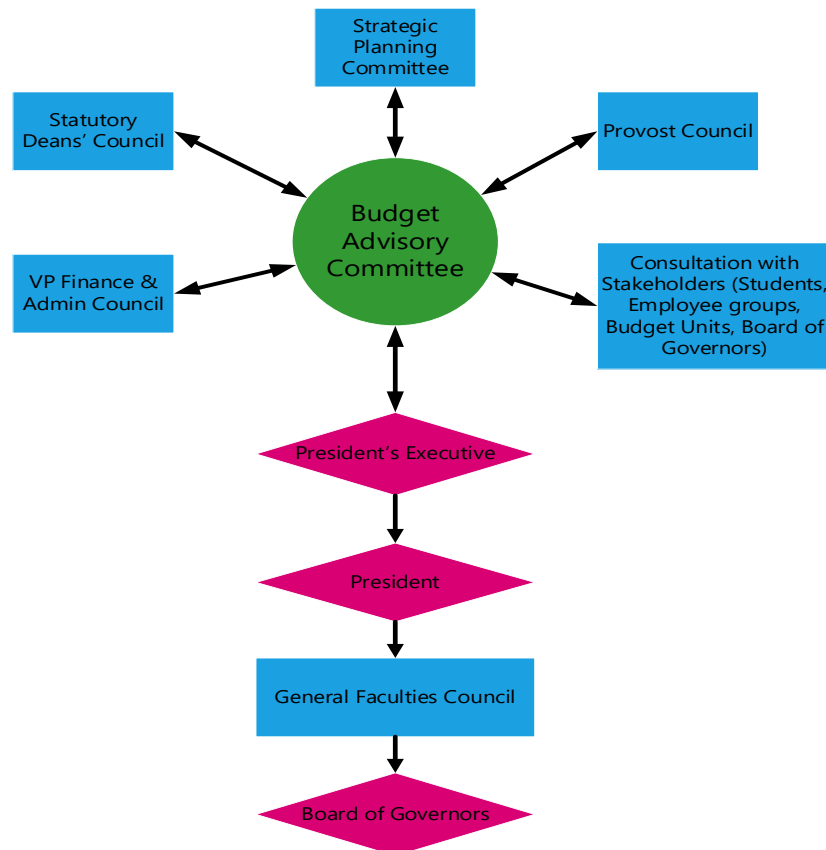 Strategic
Planning
Committee
Statutory
Deans’ Council
Provost Council
Budget
Advisory
Committee
VP Finance &
Admin Council
Consultation with
Stakeholders (Students,
Employee groups,
Budget Units, Board of
Governors)
President’s Executive
President
General Faculties Council
Board of Governors